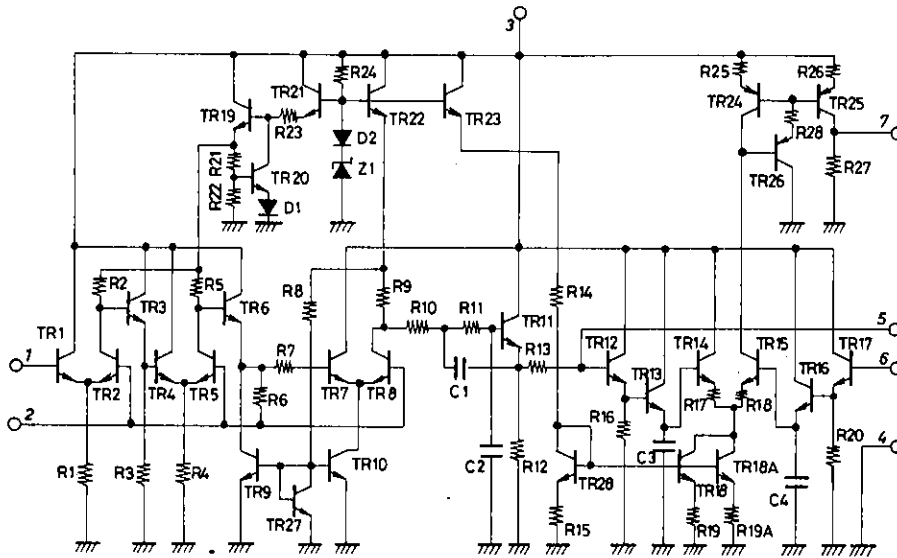 3
R24
R25
R26
TR21
TR24
TR25
TR19
R23
TR22
TR23
R28
7
D2
R21
TR20
Z1
TR26
R27
R22
D1
R2
R5
R8
R9
R14
TR3
TR6
R10
R11
TR11
5
TR1
R13
TR12
TR14
TR15
TR17
1
R7
TR13
TR16
6
TR2
TR4
TR5
R6
TR7
TR8
C1
R17
R18
2
R16
R20
TR9
TR10
C3
4
R1
R3
R4
C2
R12
TR28
TR18
TR18A
C4
TR27
R15
R19
R19A